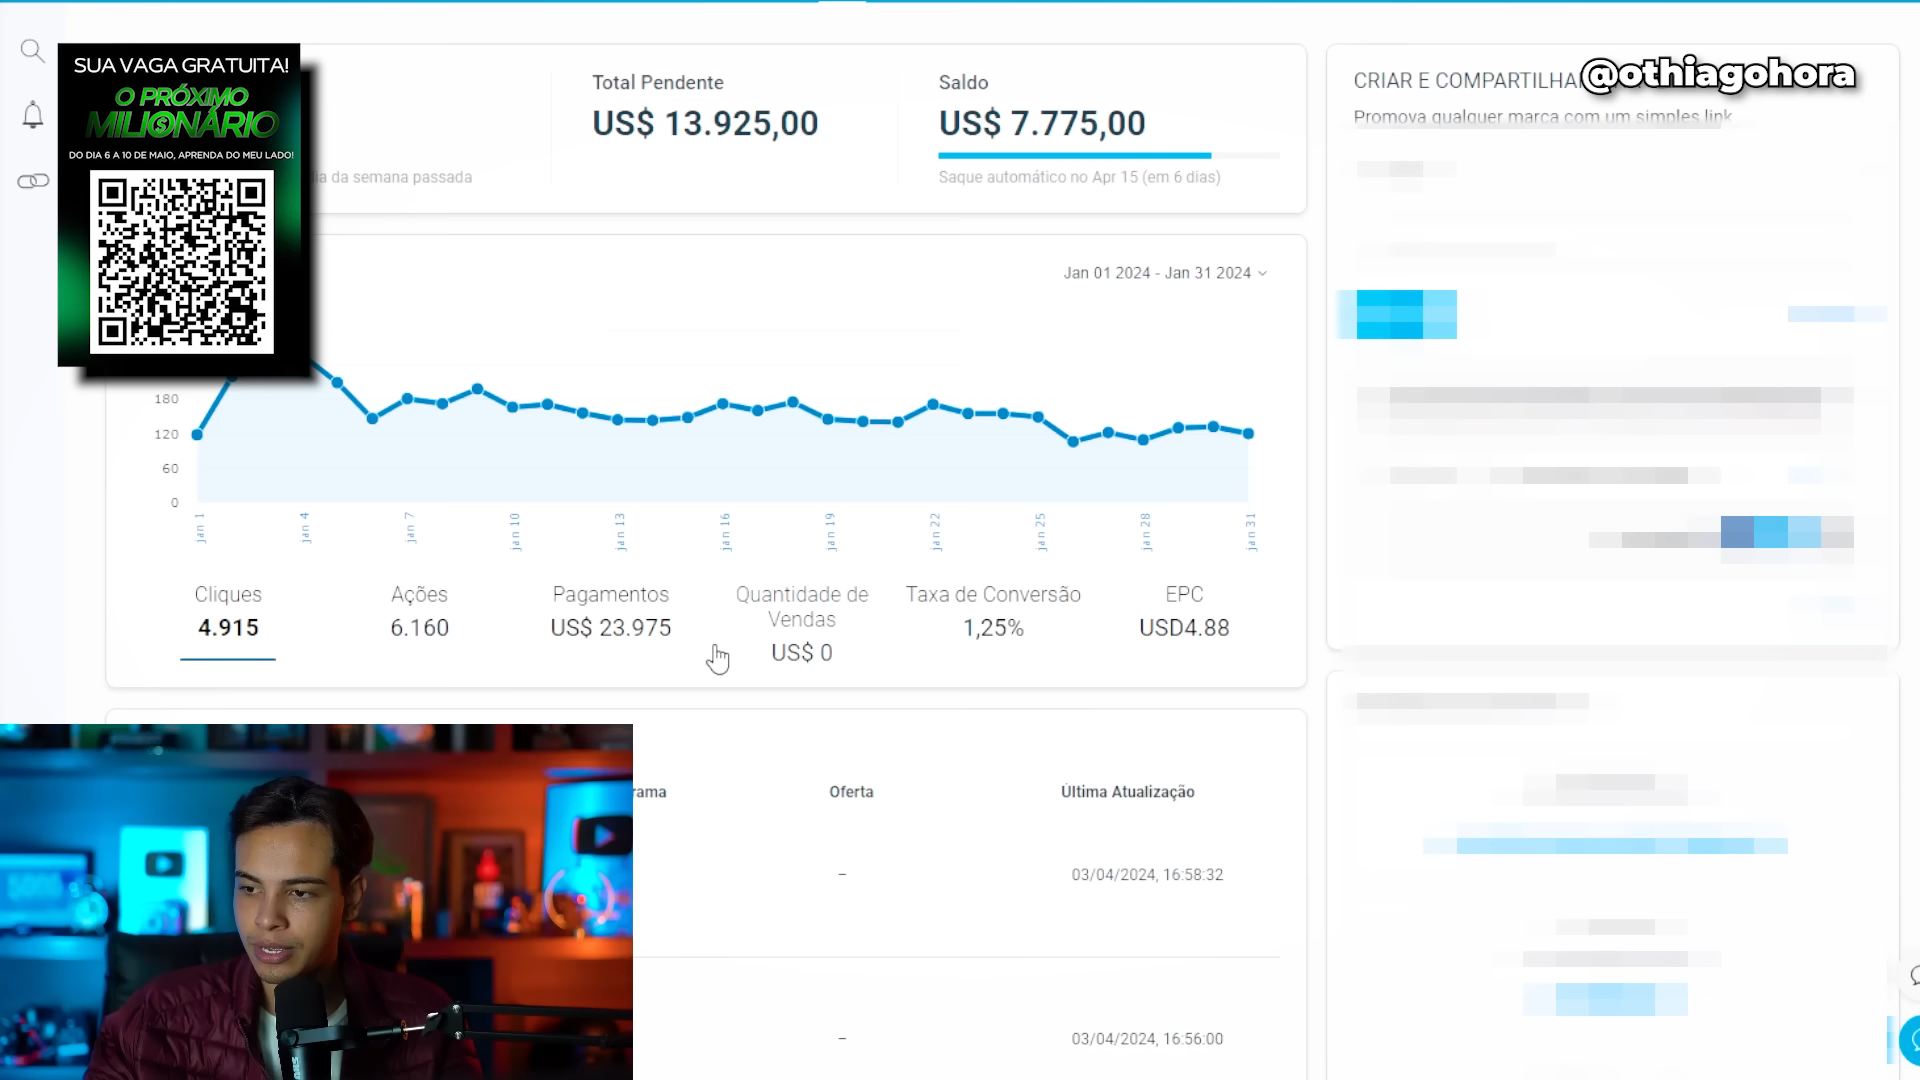 SUA VAGA GRATUITA!
O PRÓXIMO
MILIONÁRIO
DO DIA 6 A 10 DE MAIO, APRENDA DO MEU LADO!
Total Pendente
US$ 13.925,00
Saldo
US$ 7.775,00
da semana passada
Saque automático no Apr 15 (em 6 dias)
@othiagohora
CRIAR E COMPARTILHA
Promova qualquer marca com um simples link
Jan 01 2024 - Jan 31 2024
180
120
60
0
jan 1
jan 4
jan 7
jan 10
jan 13
jan 16
jan 19
jan 22
jan 25
jan 28
jan 31
Cliques
4.915
Ações
6.160
Pagamentos
US$ 23.975
Quantidade de
Vendas
US$ 0
Taxa de Conversão
1,25%
EPC
USD4.88
rama
Oferta
Última Atualização
–
03/04/2024, 16:58:32
–
03/04/2024, 16:56:00